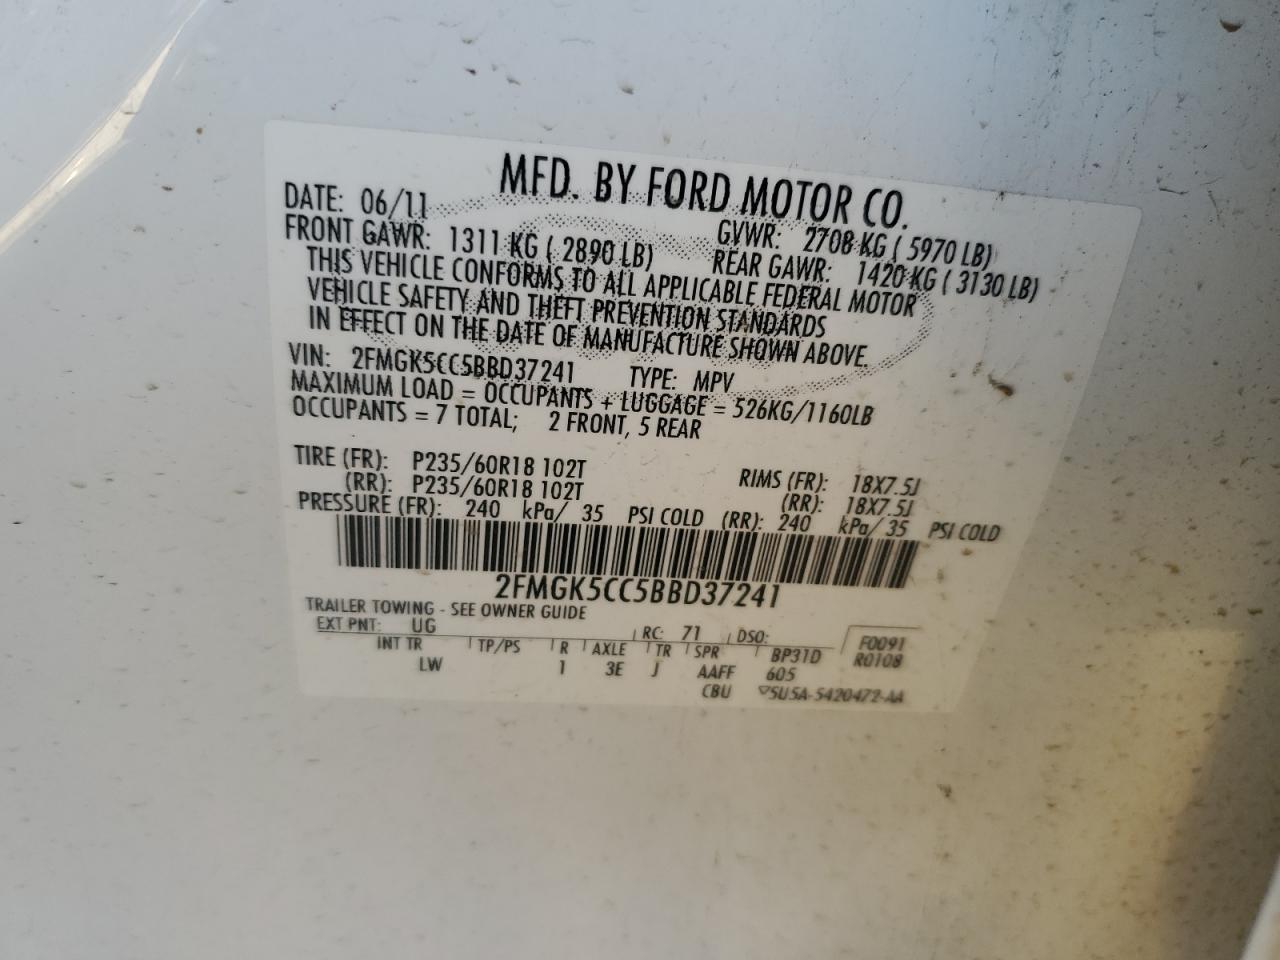 MFD. BY FORD MOTOR CO.
DATE: 06/11 GVWR: 2708 KG ( 5970 LB)
FRONT GAWR: 1311 KG ( 2890 LB) REAR GAWR: 1420 KG ( 3130 LB)
THIS VEHICLE CONFORMS TO ALL APPLICABLE FEDERAL MOTOR
VEHICLE SAFETY AND THEFT PREVENTION STANDARDS
IN EFFECT ON THE DATE OF MANUFACTURE SHOWN ABOVE.
VIN: 2FMGK5CC5BBD37241 TYPE: MPV
MAXIMUM LOAD = OCCUPANTS + LUGGAGE = 526KG/1160LB
OCCUPANTS = 7 TOTAL; 2 FRONT, 5 REAR
TIRE (FR): P235/60R18 102T RIMS (FR): 18X7.5J
(RR): P235/60R18 102T (RR): 18X7.5J
PRESSURE (FR): 240 kPa/ 35 PSI COLD (RR): 240 kPa/ 35 PSI COLD
2FMGK5CC5BBD37241
TRAILER TOWING - SEE OWNER GUIDE
EXT PNT: UG RC: 71 DSO: F0091
INT TR TP/PS R AXLE TR SPR BP31D R0108
LW 1 3E J AAFF 605
CBU 5U5A-5420472-AA